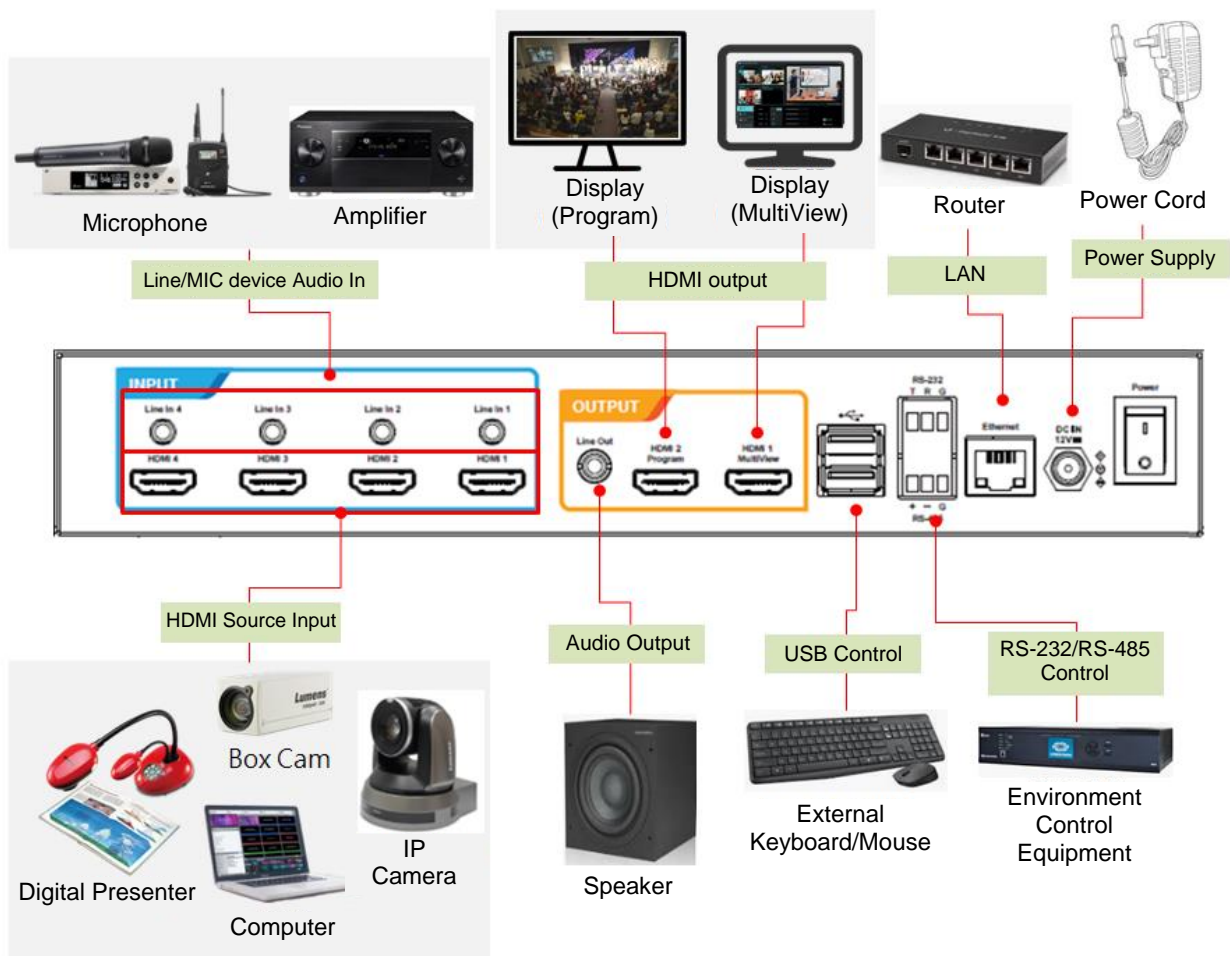 Microphone
Amplifier
Display
(Program)
Display
(MultiView)
Router
Power Cord
Line/MIC device Audio In
HDMI output
LAN
Power Supply
INPUT
Line In 4
Line In 3
Line In 2
Line In 1
HDMI 4
HDMI 3
HDMI 2
HDMI 1
OUTPUT
Line Out
HDMI 2
Program
HDMI 1
MultiView
RS-232
T R G
+ − G
Ethernet
DC IN
12V
Power
HDMI Source Input
Audio Output
USB Control
RS-232/RS-485
Control
Lumens
Box Cam
Digital Presenter
Computer
IP
Camera
Speaker
External
Keyboard/Mouse
Environment
Control
Equipment